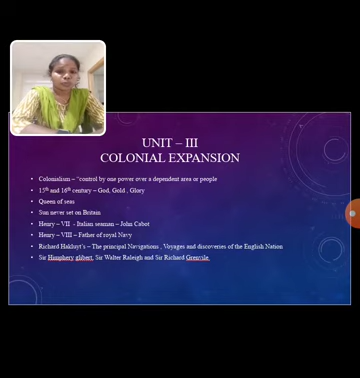 UNIT – III
COLONIAL EXPANSION
• Colonialism – “control by one power over a dependent area or people
• 15th and 16th century – God, Gold , Glory
• Queen of seas
• Sun never set on Britain
• Henry – VII - Italian seaman – John Cabot
• Henry – VIII – Father of royal Navy
• Richard Hakluyt’s – The principal Navigations , Voyages and discoveries of the English Nation
• Sir Humphery glibert, Sir Walter Raleigh and Sir Richard Grenvile